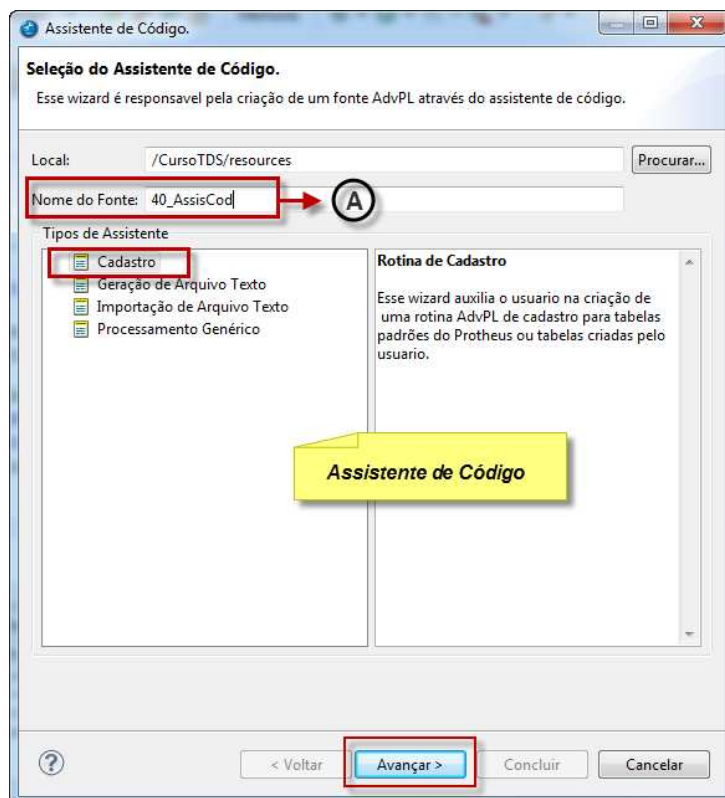 Assistente de Código.
Seleção do Assistente de Código.
Esse wizard é responsavel pela criação de um fonte AdvPL através do assistente de código.
Local: /CursoTDS/resources Procurar...
Nome do Fonte: 40_AssisCod A
Tipos de Assistente
Cadastro
Geração de Arquivo Texto
Importação de Arquivo Texto
Processamento Genérico
Rotina de Cadastro
Esse wizard auxilia o usuario na criação de
uma rotina AdvPL de cadastro para tabelas
padrões do Protheus ou tabelas criadas pelo
usuario.
Assistente de Código
? < Voltar Avançar > Concluir Cancelar